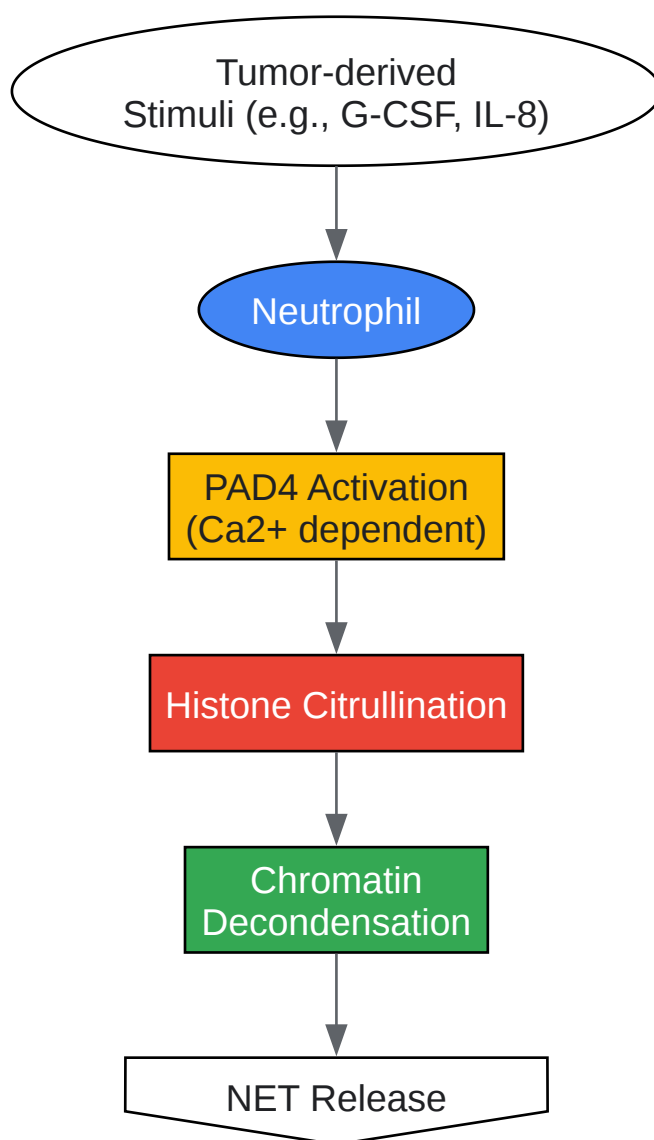 Tumor-derived
Stimuli (e.g., G-CSF, IL-8)
Neutrophil
PAD4 Activation
(Ca2+ dependent)
Histone Citrullination
Chromatin
Decondensation
NET Release